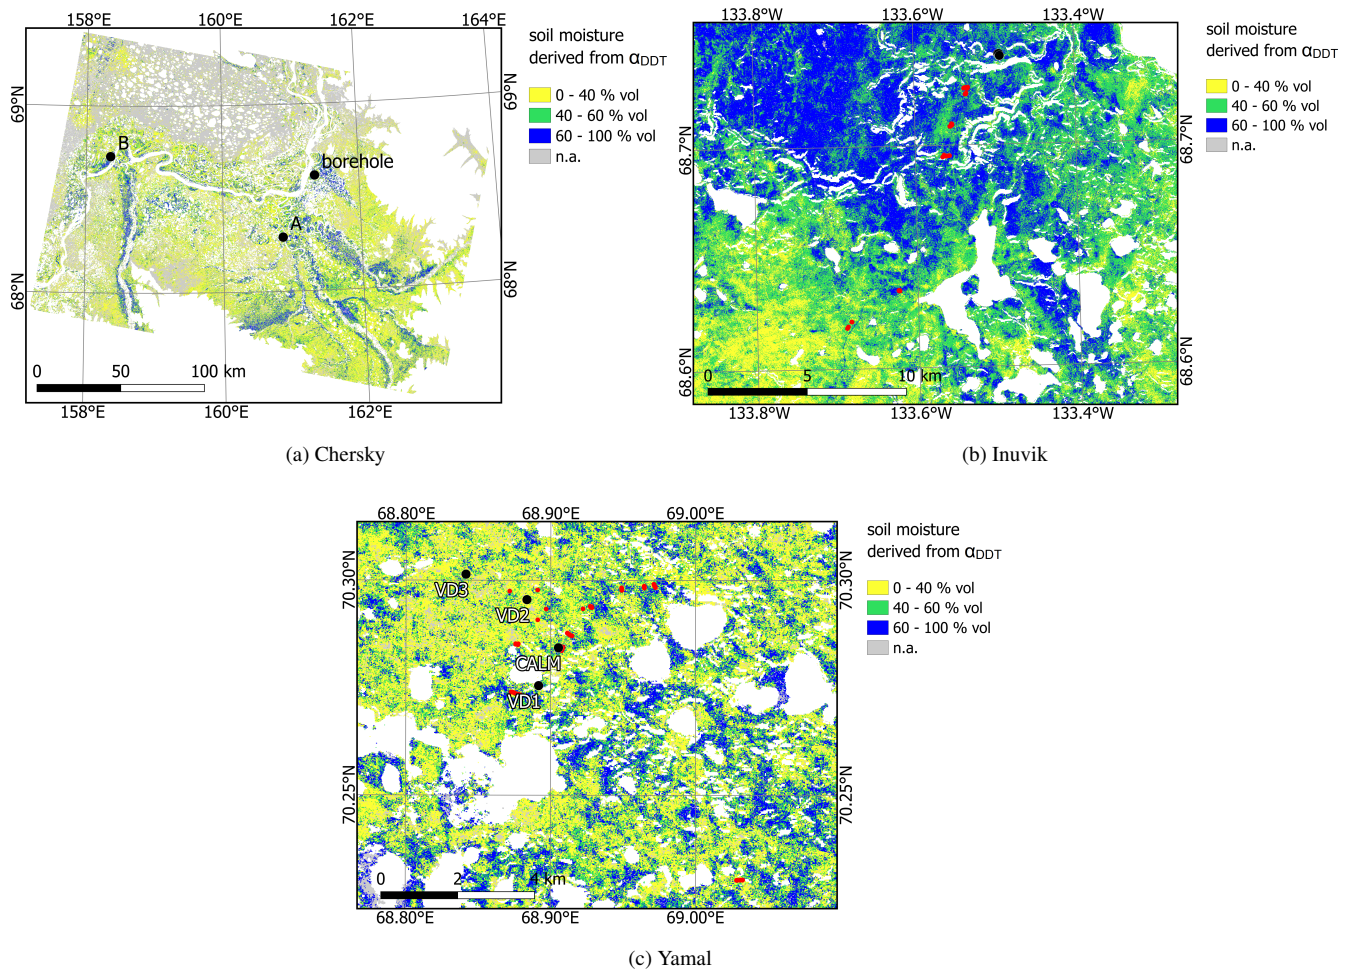 158°E 160°E 162°E 164°E
69°N
69°N
68°N
68°N
B
borehole
A
0 50 100 km
158°E 160°E 162°E
soil moisture
derived from αDDT
0 - 40 % vol
40 - 60 % vol
60 - 100 % vol
n.a.
(a) Chersky
133.8°W 133.6°W 133.4°W
68.7°N
68.7°N
68.6°N
68.6°N
0 5 10 km
133.8°W 133.6°W 133.4°W
soil moisture
derived from αDDT
0 - 40 % vol
40 - 60 % vol
60 - 100 % vol
n.a.
(b) Inuvik
68.80°E 68.90°E 69.00°E
70.30°N
70.30°N
70.25°N
70.25°N
VD3
VD2
CALM
VD1
0 2 4 km
68.80°E 68.90°E 69.00°E
soil moisture
derived from αDDT
0 - 40 % vol
40 - 60 % vol
60 - 100 % vol
n.a.
(c) Yamal